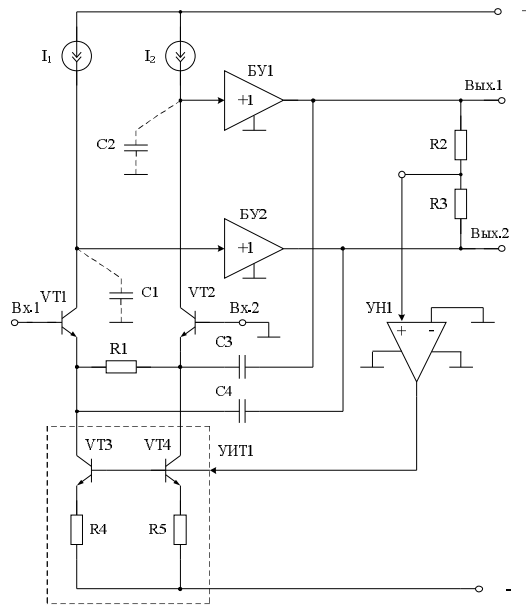 I₁
I₂
БУ1
+1
Вых.1
C2
R2
R3
БУ2
+1
Вых.2
C1
VT1
VT2
Вх.1
Вх.2
УН1
+
-
R1
C3
C4
VT3
VT4
УИТ1
R4
R5
-